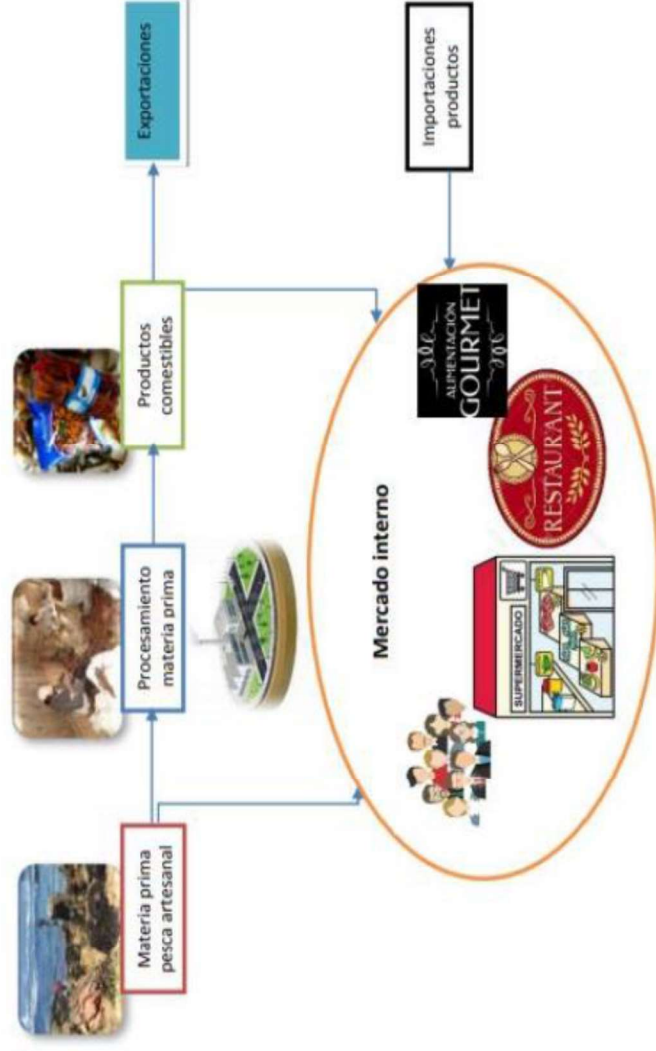 Materia prima
pesca artesanal
Procesamiento
materia prima
Productos
comestibles
Exportaciones
Mercado interno
SUPERMERCADO
RESTAURANT
ALIMENTACIÓN
GOURMET
Importaciones
productos